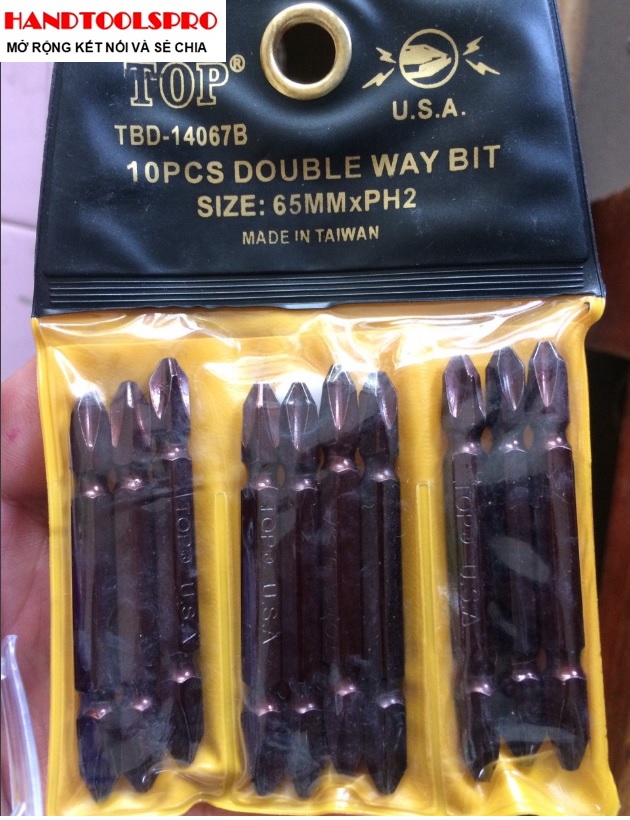 HANDTOOLSPRO
MỞ RỘNG KẾT NỐI VÀ SẺ CHIA
TOP®
U.S.A.
TBD-14067B
10PCS DOUBLE WAY BIT
SIZE: 65MMxPH2
MADE IN TAIWAN
TOP® U.S.A
TOP® U.S.A
TOP® U.S.A